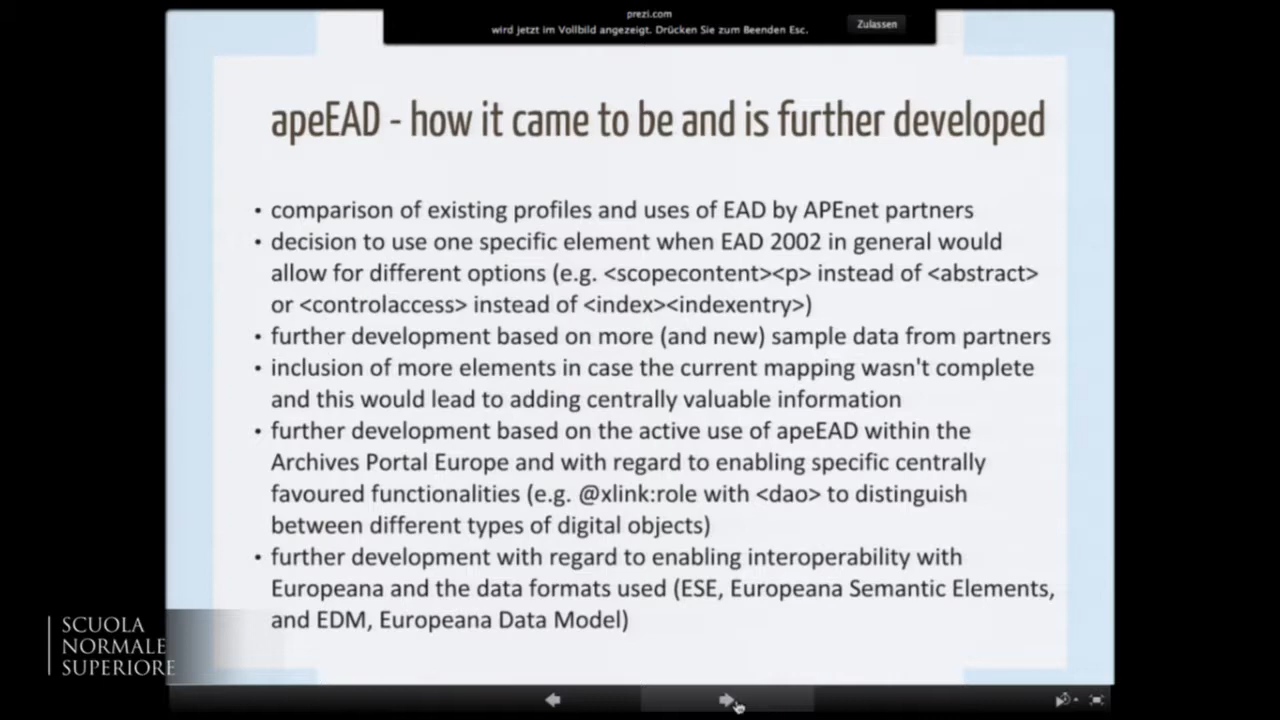 prezi.com
wird jetzt im Vollbild angezeigt. Drücken Sie zum Beenden Esc.
Zulassen
apeEAD - how it came to be and is further developed
• comparison of existing profiles and uses of EAD by APEnet partners
• decision to use one specific element when EAD 2002 in general would
allow for different options (e.g. <scopecontent><p> instead of <abstract>
or <controlaccess> instead of <index><indexentry>)
• further development based on more (and new) sample data from partners
• inclusion of more elements in case the current mapping wasn't complete
and this would lead to adding centrally valuable information
• further development based on the active use of apeEAD within the
Archives Portal Europe and with regard to enabling specific centrally
favoured functionalities (e.g. @xlink:role with <dao> to distinguish
between different types of digital objects)
• further development with regard to enabling interoperability with
Europeana and the data formats used (ESE, Europeana Semantic Elements,
and EDM, Europeana Data Model)
SCUOLA
NORMALE
SUPERIORE